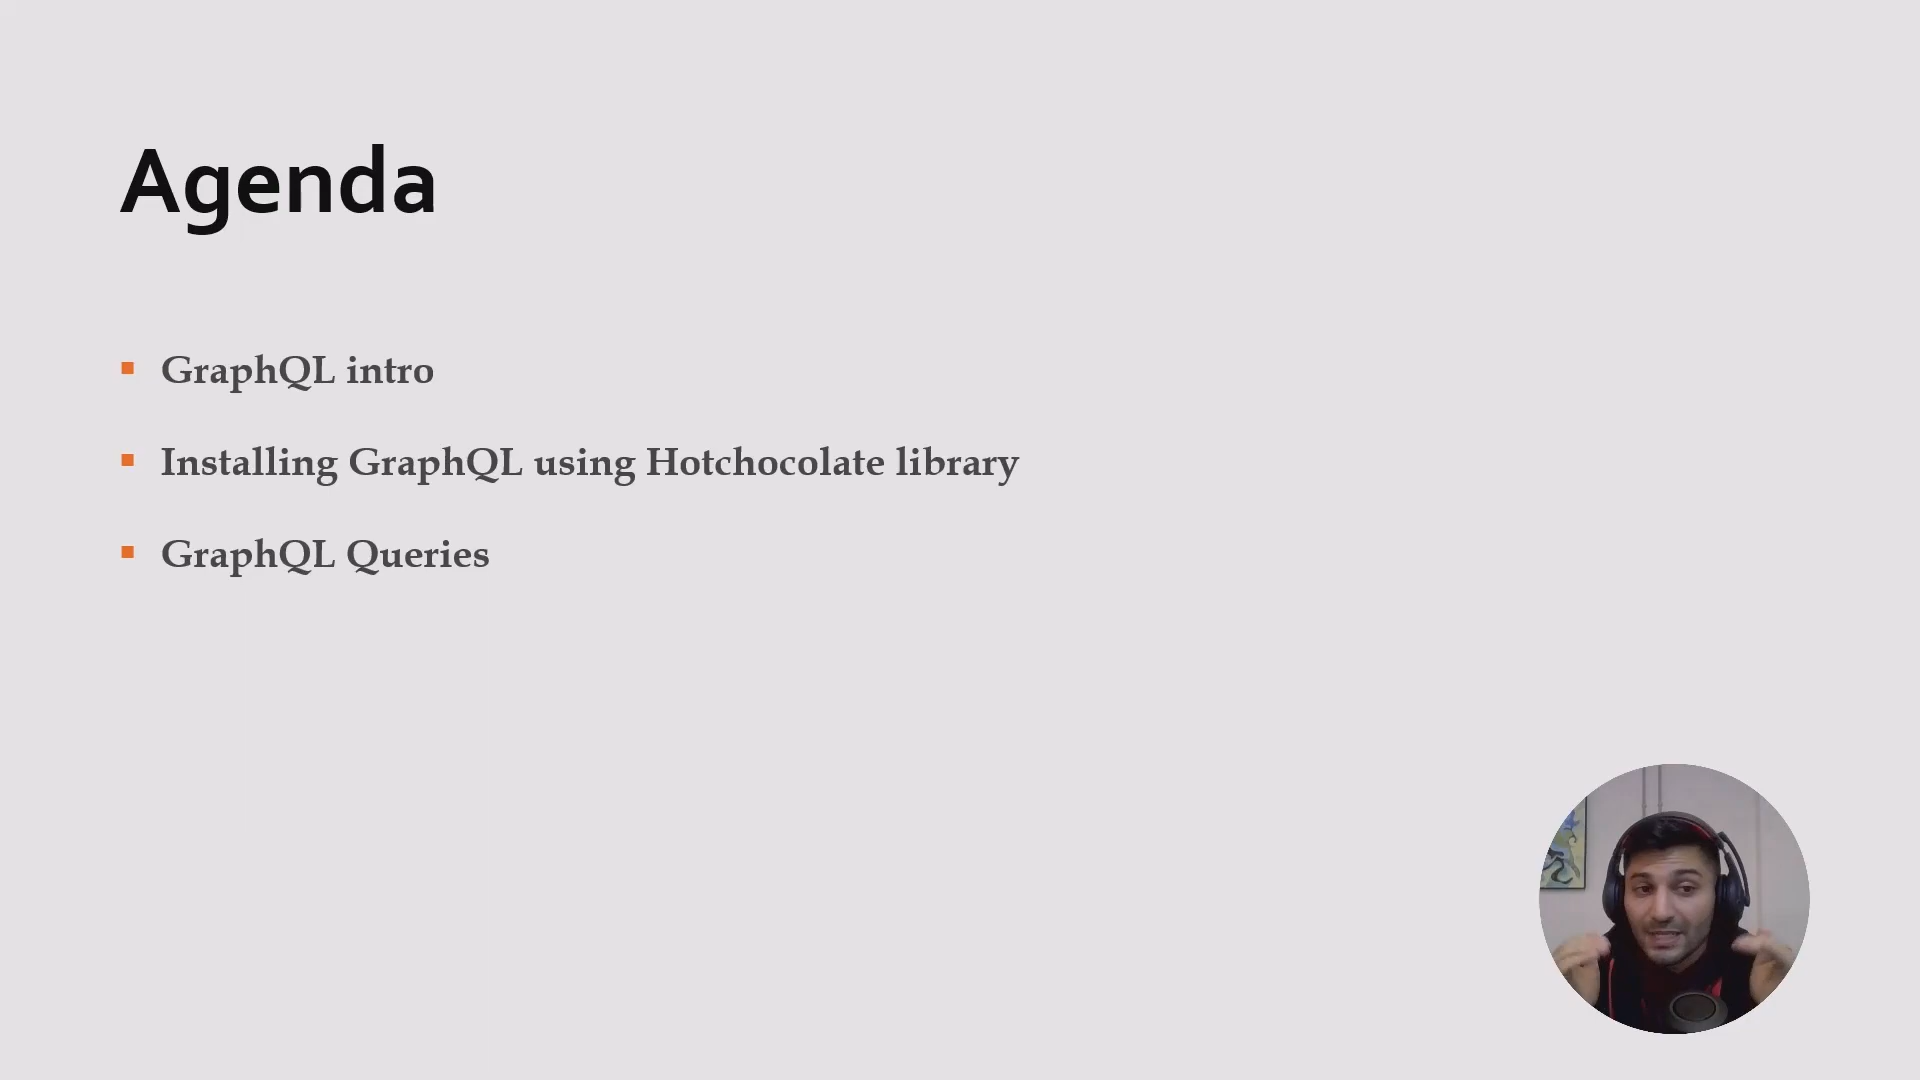 Agenda
GraphQL intro
Installing GraphQL using Hotchocolate library
GraphQL Queries